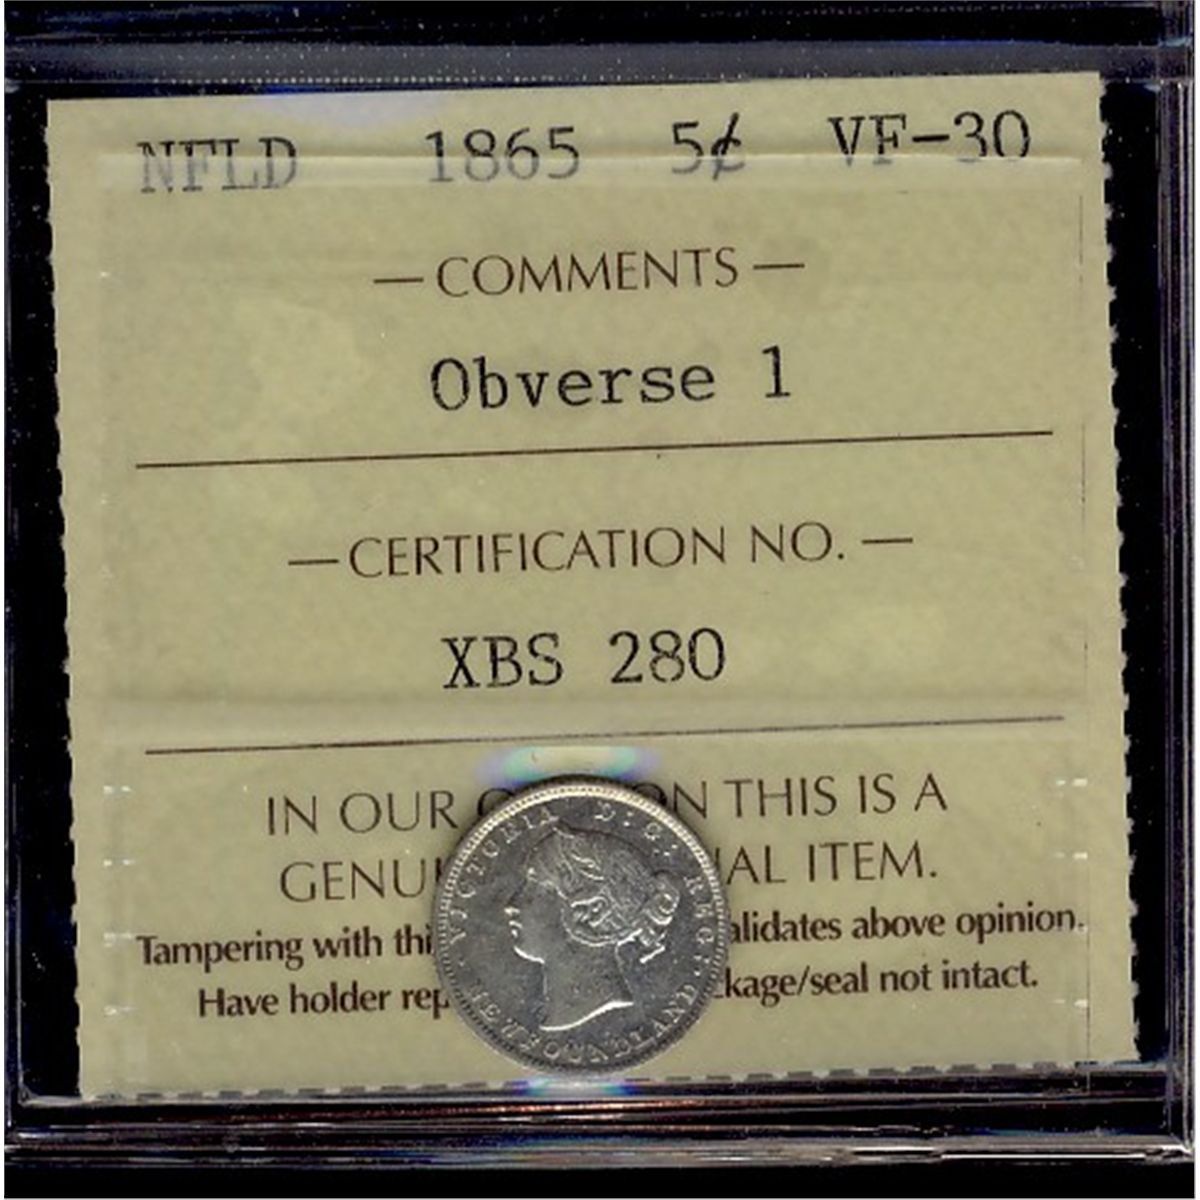 NFLD 1865 5¢ VF-30
— COMMENTS —
Obverse 1
— CERTIFICATION NO. —
XBS 280
IN OUR ON THIS IS A
GENU AL ITEM.
Tampering with thi alidates above opinion.
Have holder rep ckage/seal not intact.
VICTORIA D:G: REG:
NEWFOUNDLAND